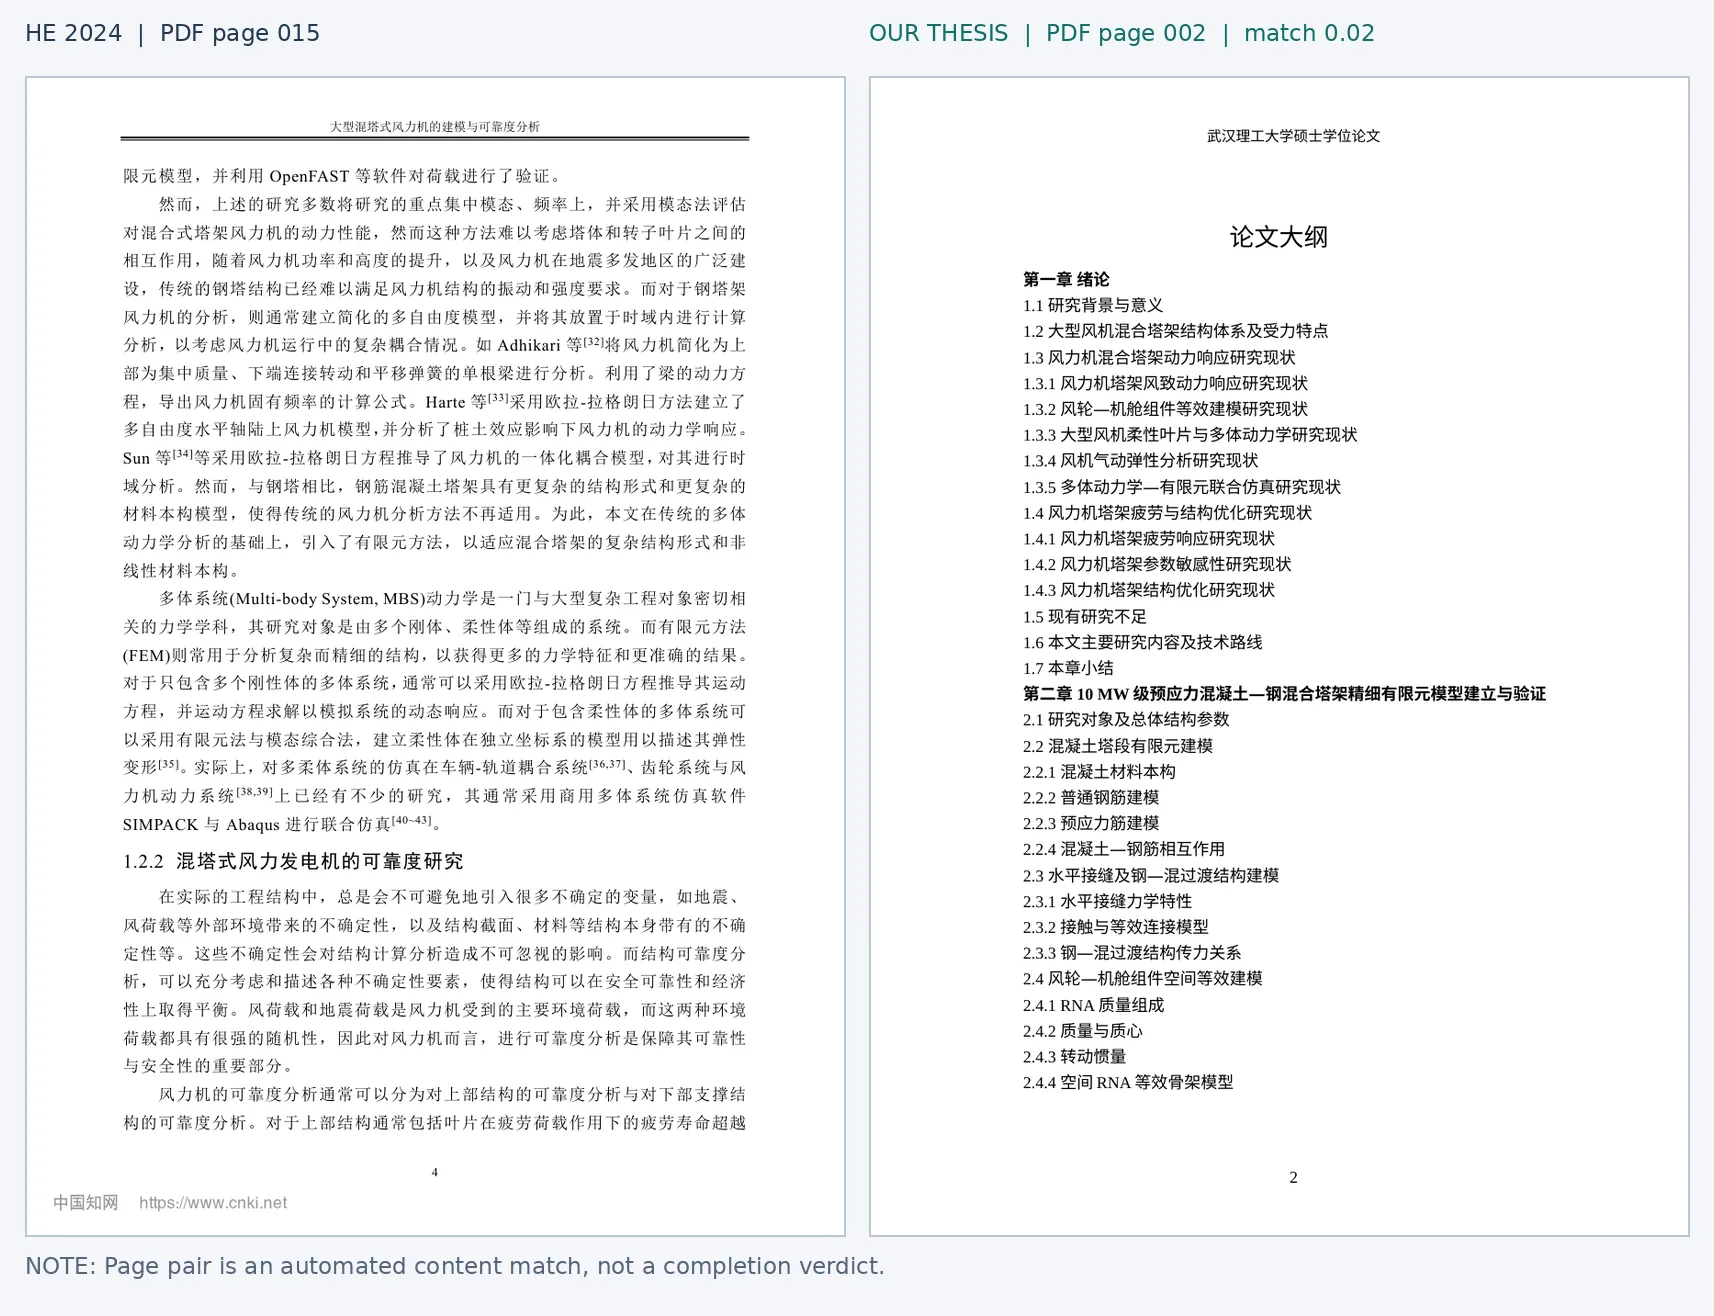 HE 2024 | PDF page 015
大型混塔式风力机的建模与可靠度分析
限元模型，并利用 OpenFAST 等软件对荷载进行了验证。
然而，上述的研究多数将研究的重点集中模态、频率上，并采用模态法评估
对混合式塔架风力机的动力性能，然而这种方法难以考虑塔体和转子叶片之间的
相互作用，随着风力机功率和高度的提升，以及风力机在地震多发地区的广泛建
设，传统的钢塔结构已经难以满足风力机结构的振动和强度要求。而对于钢塔架
风力机的分析，则通常建立简化的多自由度模型，并将其放置于时域内进行计算
分析，以考虑风力机运行中的复杂耦合情况。如 Adhikari 等[32]将风力机简化为上
部为集中质量、下端连接转动和平移弹簧的单根梁进行分析。利用了梁的动力方
程，导出风力机固有频率的计算公式。Harte 等[33]采用欧拉-拉格朗日方法建立了
多自由度水平轴陆上风力机模型，并分析了桩土效应影响下风力机的动力学响应。
Sun 等[34]等采用欧拉-拉格朗日方程推导了风力机的一体化耦合模型，对其进行时
域分析。然而，与钢塔相比，钢筋混凝土塔架具有更复杂的结构形式和更复杂的
材料本构模型，使得传统的风力机分析方法不再适用。为此，本文在传统的多体
动力学分析的基础上，引入了有限元方法，以适应混合塔架的复杂结构形式和非
线性材料本构。
多体系统(Multi-body System, MBS)动力学是一门与大型复杂工程对象密切相
关的力学学科，其研究对象是由多个刚体、柔性体等组成的系统。而有限元方法
(FEM)则常用于分析复杂而精细的结构，以获得更多的力学特征和更准确的结果。
对于只包含多个刚性体的多体系统，通常可以采用欧拉-拉格朗日方程推导其运动
方程，并运动方程求解以模拟系统的动态响应。而对于包含柔性体的多体系统可
以采用有限元法与模态综合法，建立柔性体在独立坐标系的模型用以描述其弹性
变形[35]。实际上，对多柔体系统的仿真在车辆-轨道耦合系统[36,37]、齿轮系统与风
力机动力系统[38,39]上已经有不少的研究，其通常采用商用多体系统仿真软件
SIMPACK 与 Abaqus 进行联合仿真[40~43]。
1.2.2 混塔式风力发电机的可靠度研究
在实际的工程结构中，总是会不可避免地引入很多不确定的变量，如地震、
风荷载等外部环境带来的不确定性，以及结构截面、材料等结构本身带有的不确
定性等。这些不确定性会对结构计算分析造成不可忽视的影响。而结构可靠度分
析，可以充分考虑和描述各种不确定性要素，使得结构可以在安全可靠性和经济
性上取得平衡。风荷载和地震荷载是风力机受到的主要环境荷载，而这两种环境
荷载都具有很强的随机性，因此对风力机而言，进行可靠度分析是保障其可靠性
与安全性的重要部分。
风力机的可靠度分析通常可以分为对上部结构的可靠度分析与对下部支撑结
构的可靠度分析。对于上部结构通常包括叶片在疲劳荷载作用下的疲劳寿命超越
4
中国知网 https://www.cnki.net
OUR THESIS | PDF page 002 | match 0.02
武汉理工大学硕士学位论文
论文大纲
第一章 绪论
1.1 研究背景与意义
1.2 大型风机混合塔架结构体系及受力特点
1.3 风力机混合塔架动力响应研究现状
1.3.1 风力机塔架风致动力响应研究现状
1.3.2 风轮—机舱组件等效建模研究现状
1.3.3 大型风机柔性叶片与多体动力学研究现状
1.3.4 风机气动弹性分析研究现状
1.3.5 多体动力学—有限元联合仿真研究现状
1.4 风力机塔架疲劳与结构优化研究现状
1.4.1 风力机塔架疲劳响应研究现状
1.4.2 风力机塔架参数敏感性研究现状
1.4.3 风力机塔架结构优化研究现状
1.5 现有研究不足
1.6 本文主要研究内容及技术路线
1.7 本章小结
第二章 10 MW 级预应力混凝土—钢混合塔架精细有限元模型建立与验证
2.1 研究对象及总体结构参数
2.2 混凝土塔段有限元建模
2.2.1 混凝土材料本构
2.2.2 普通钢筋建模
2.2.3 预应力筋建模
2.2.4 混凝土—钢筋相互作用
2.3 水平接缝及钢—混过渡结构建模
2.3.1 水平接缝力学特性
2.3.2 接触与等效连接模型
2.3.3 钢—混过渡结构传力关系
2.4 风轮—机舱组件空间等效建模
2.4.1 RNA 质量组成
2.4.2 质量与质心
2.4.3 转动惯量
2.4.4 空间 RNA 等效骨架模型
2
NOTE: Page pair is an automated content match, not a completion verdict.